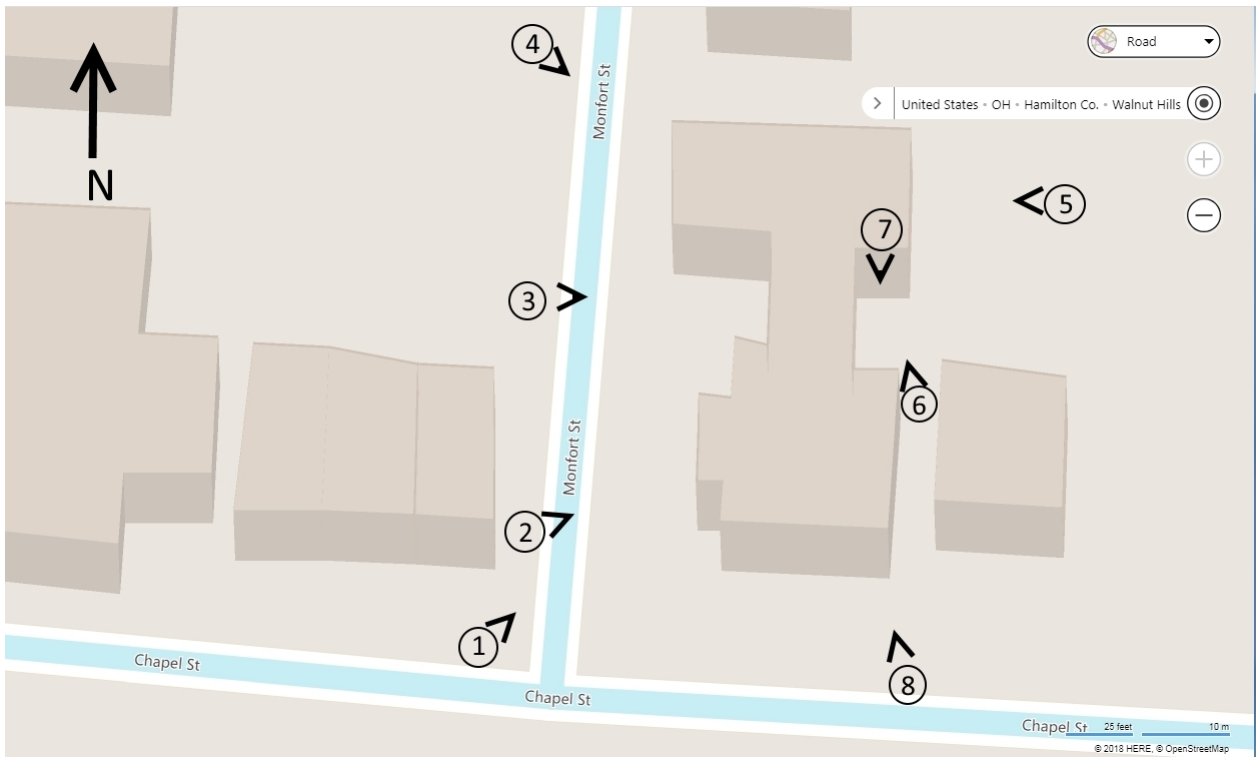 4
Road
Monfort St
United States • OH • Hamilton Co. • Walnut Hills
N
5
7
3
6
Monfort St
2
1
Chapel St
8
Chapel St
Chapel St
25 feet
10 m
© 2018 HERE, © OpenStreetMap